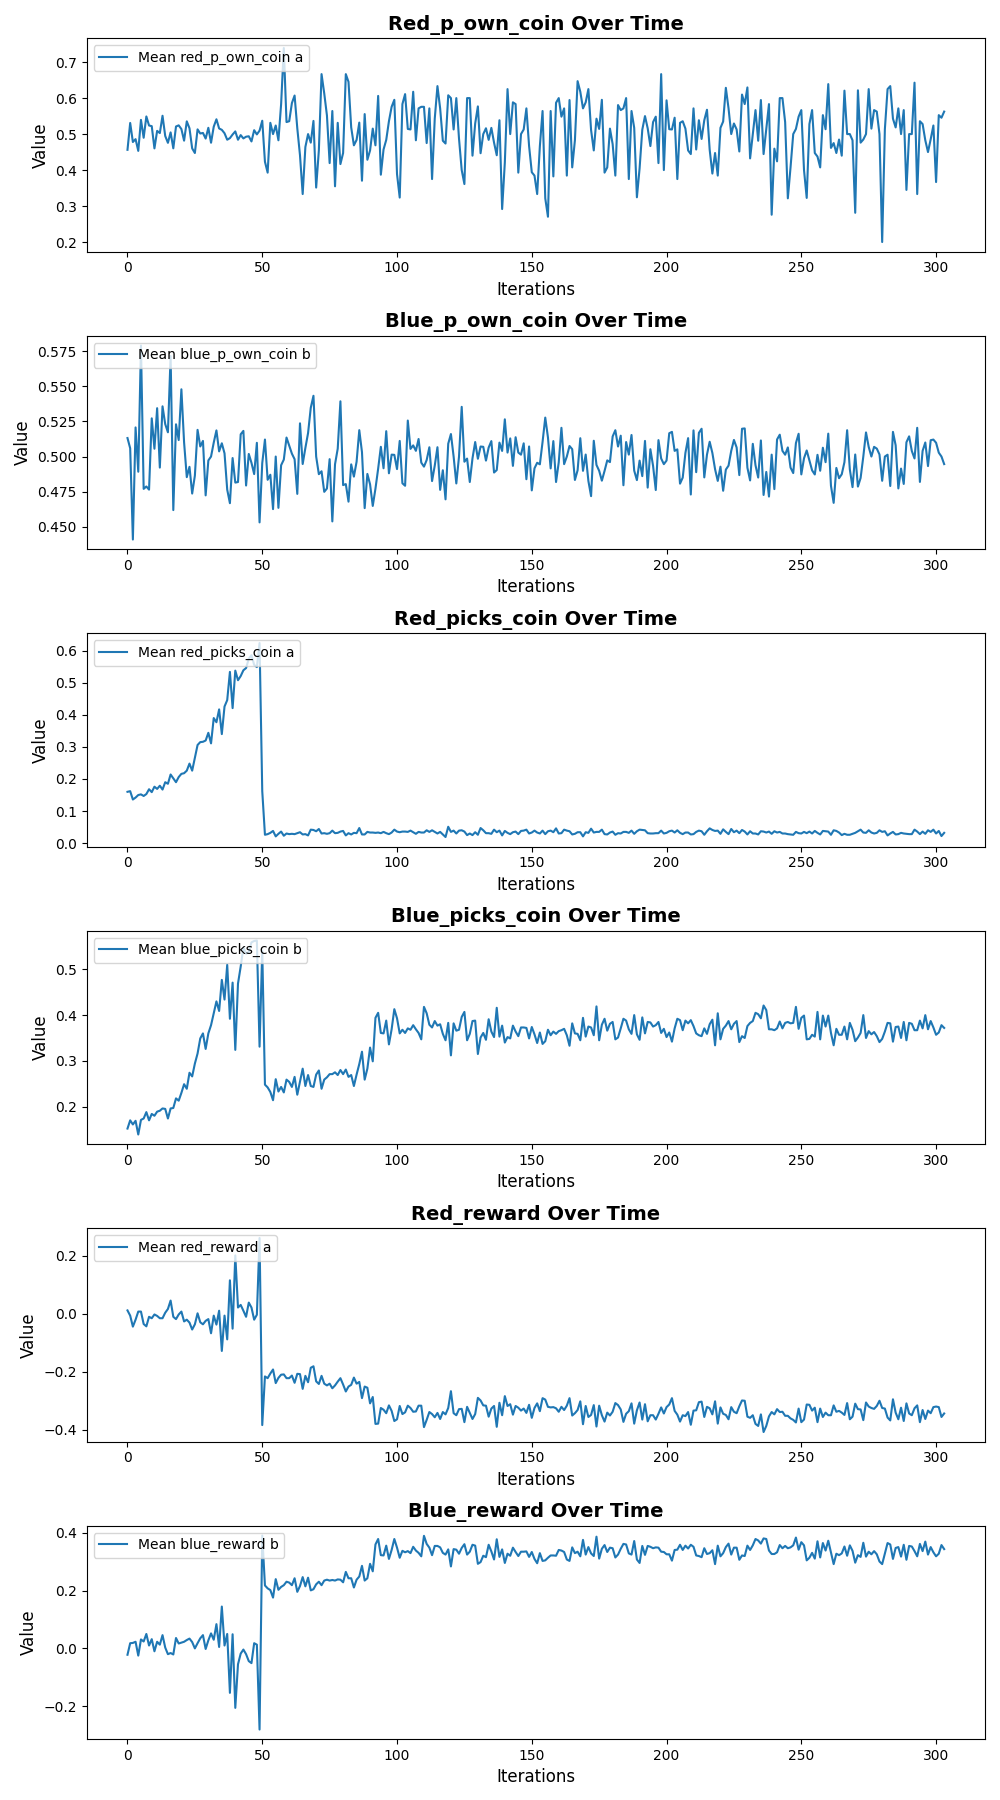 Red_p_own_coin Over Time
Mean red_p_own_coin a
0.7
0.6
0.5
0.4
0.3
0.2
Value
0 50 100 150 200 250 300
Iterations
Blue_p_own_coin Over Time
Mean blue_p_own_coin b
0.575
0.550
0.525
0.500
0.475
0.450
Value
0 50 100 150 200 250 300
Iterations
Red_picks_coin Over Time
Mean red_picks_coin a
0.6
0.5
0.4
0.3
0.2
0.1
0.0
Value
0 50 100 150 200 250 300
Iterations
Blue_picks_coin Over Time
Mean blue_picks_coin b
0.5
0.4
0.3
0.2
Value
0 50 100 150 200 250 300
Iterations
Red_reward Over Time
Mean red_reward a
0.2
0.0
−0.2
−0.4
Value
0 50 100 150 200 250 300
Iterations
Blue_reward Over Time
Mean blue_reward b
0.4
0.2
0.0
−0.2
Value
0 50 100 150 200 250 300
Iterations